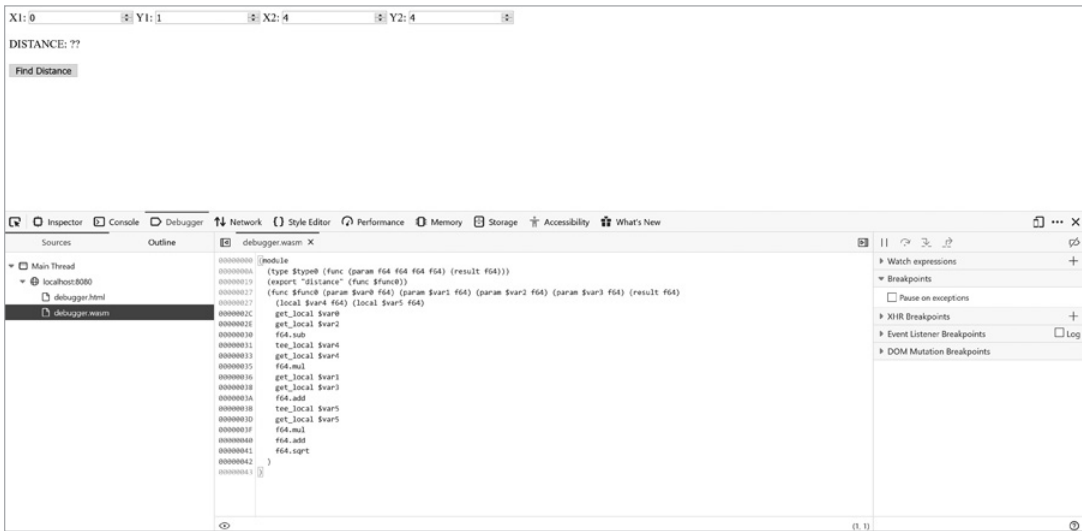 X1: 0 Y1: 1 X2: 4 Y2: 4
DISTANCE: ??
Find Distance
Inspector Console Debugger Network {} Style Editor Performance Memory Storage Accessibility What's New
Sources Outline debugger.wasm X
Main Thread
localhost:8080
debugger.html
debugger.wasm
00000000 (module
0000000A (type $type0 (func (param f64 f64 f64 f64) (result f64)))
00000019 (export "distance" (func $func0))
00000027 (func $func0 (param $var0 f64) (param $var1 f64) (param $var2 f64) (param $var3 f64) (result f64)
00000027 (local $var4 f64) (local $var5 f64)
0000002C get_local $var0
0000002E get_local $var2
00000030 f64.sub
00000031 tee_local $var4
00000033 get_local $var4
00000035 f64.mul
00000036 get_local $var1
00000038 get_local $var3
0000003A f64.add
0000003B tee_local $var5
0000003D get_local $var5
0000003F f64.mul
00000040 f64.add
00000041 f64.sqrt
00000042 )
00000043 )
Watch expressions
Breakpoints
Pause on exceptions
XHR Breakpoints
Event Listener Breakpoints Log
DOM Mutation Breakpoints
(1, 1)